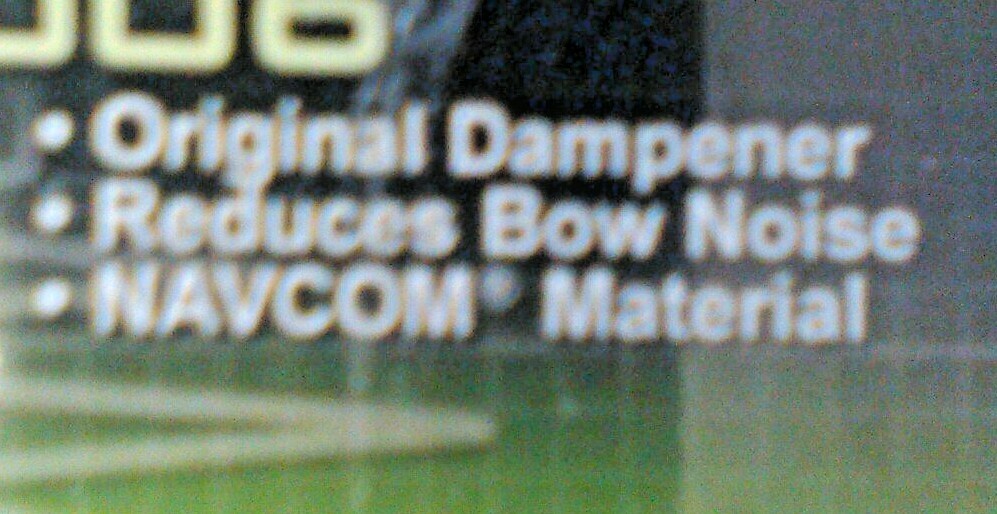 • Original Dampener
• Reduces Bow Noise
• NAVCOM® Material